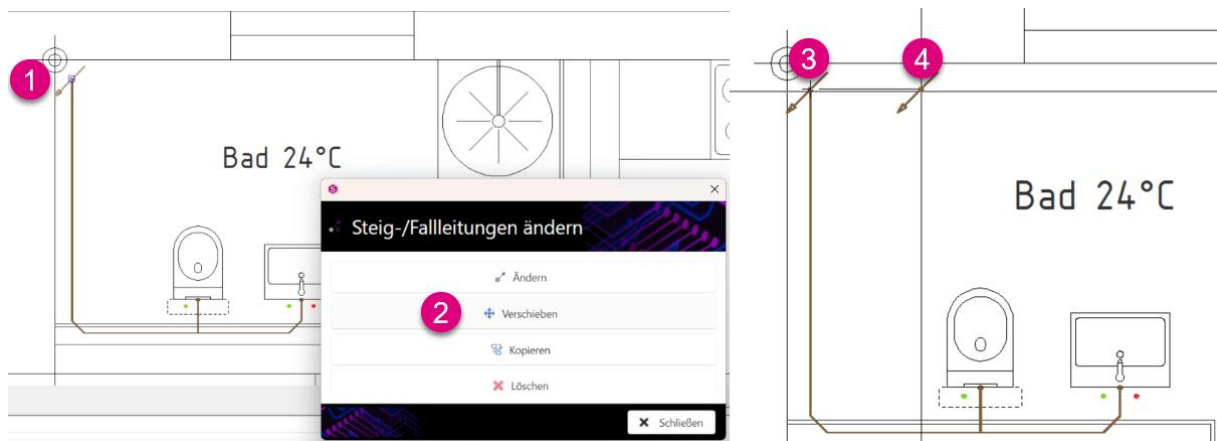 1
Bad 24°C
Steig-/Fallleitungen ändern
Ändern
2
Verschieben
Kopieren
Löschen
Schließen
3
4
Bad 24°C